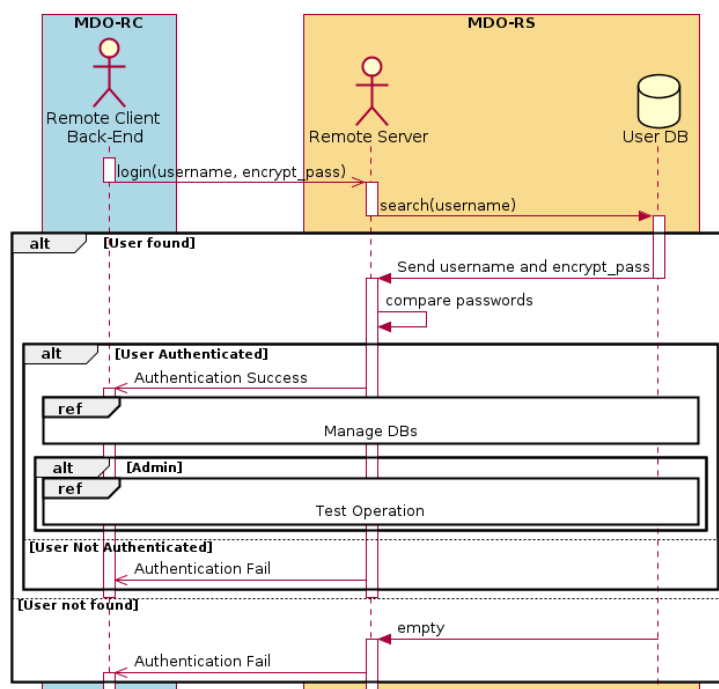 MDO-RC
MDO-RS
Remote Client
Back-End
Remote Server
User DB
login(username, encrypt_pass)
search(username)
alt
[User found]
Send username and encrypt_pass
compare passwords
alt
[User Authenticated]
Authentication Success
ref
Manage DBs
alt
[Admin]
ref
Test Operation
[User Not Authenticated]
Authentication Fail
[User not found]
empty
Authentication Fail